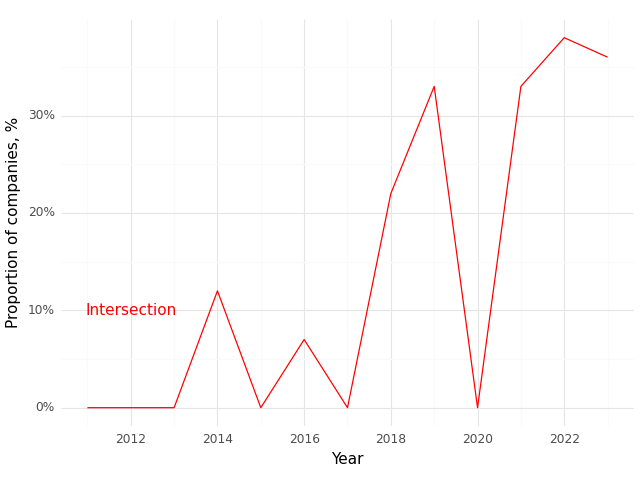 Proportion of companies, %
30%
20%
10%
0%
Intersection
2012 2014 2016 2018 2020 2022
Year